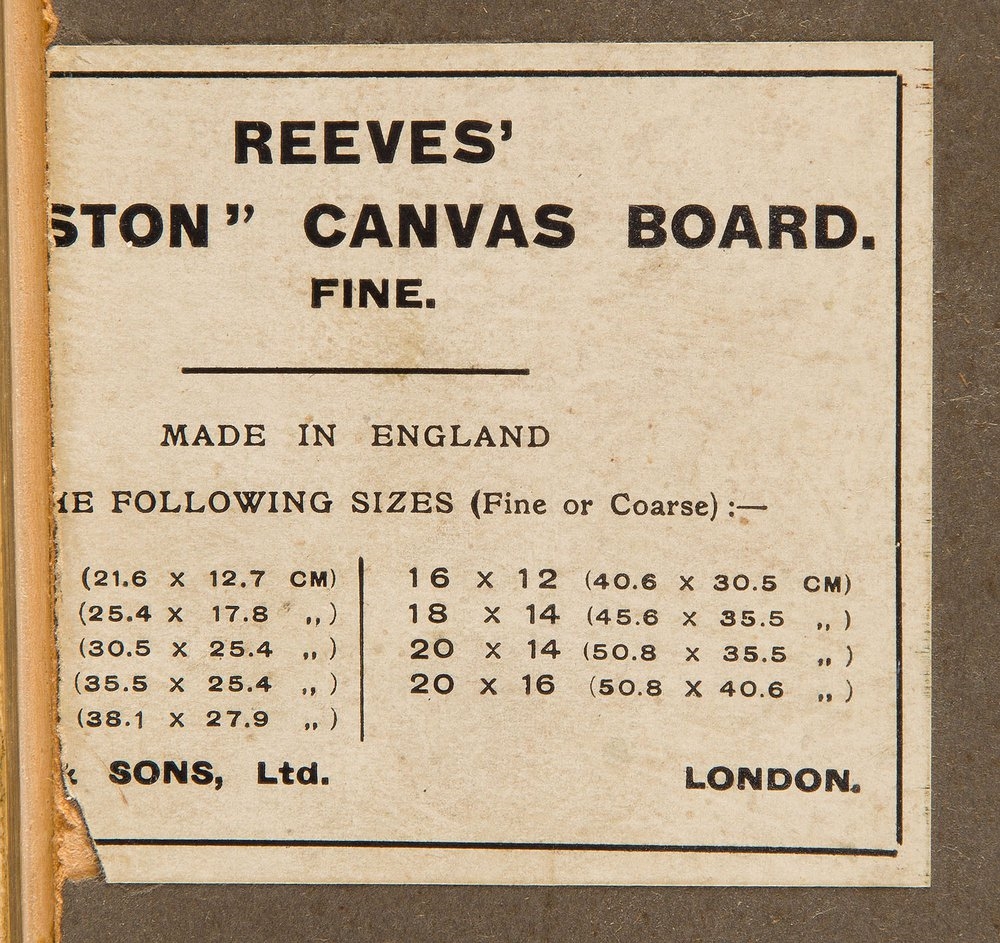 REEVES’
STON” CANVAS BOARD.
FINE.
MADE IN ENGLAND
HE FOLLOWING SIZES (Fine or Coarse) :—
(21.6 X 12.7 CM)
(25.4 X 17.8 „)
(30.5 X 25.4 „)
(35.5 X 25.4 „)
(38.1 X 27.9 „)
16 X 12 (40.6 X 30.5 CM)
18 X 14 (45.6 X 35.5 „)
20 X 14 (50.8 X 35.5 „)
20 X 16 (50.8 X 40.6 „)
& SONS, Ltd. LONDON.